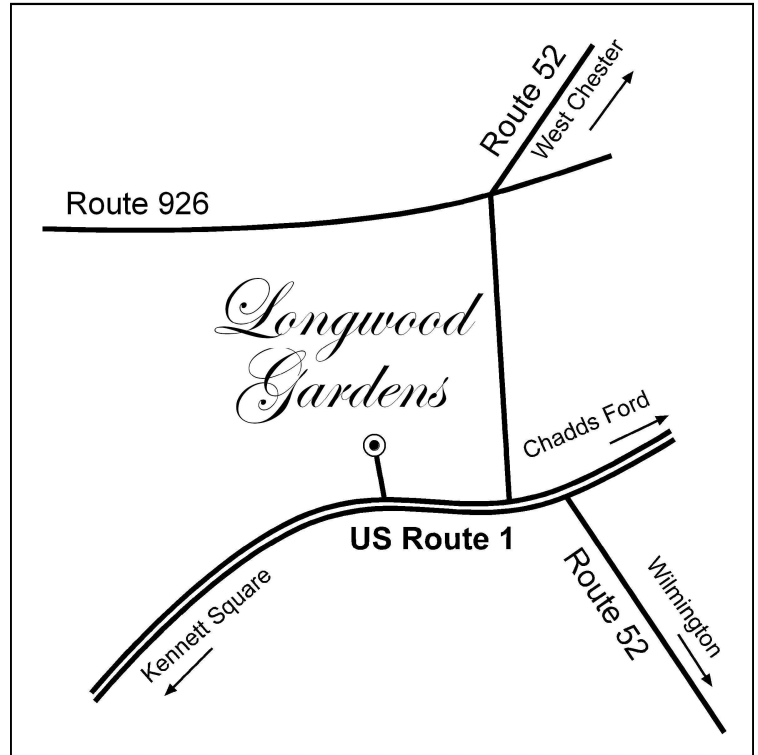 Route 52
West Chester
Route 926
Longwood
Gardens
Chadds Ford
US Route 1
Kennett Square
Route 52
Wilmington